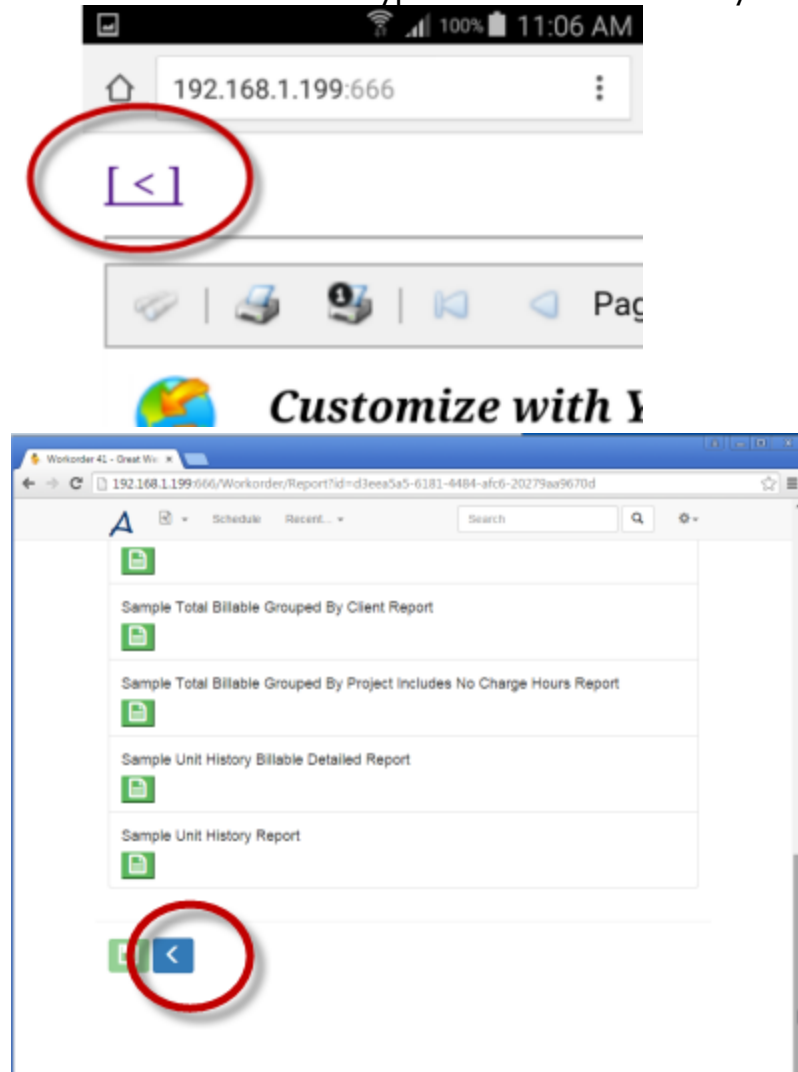 100% 11:06 AM
192.168.1.199:666
[ < ]
Pag
Customize with Y
Workorder 41 - Great Wi
192.168.1.199:666/Workorder/Report?id=d3eea5a5-6181-4484-afc6-20279aa9670d
A Schedule Recent... Search
Sample Total Billable Grouped By Client Report
Sample Total Billable Grouped By Project Includes No Charge Hours Report
Sample Unit History Billable Detailed Report
Sample Unit History Report
<